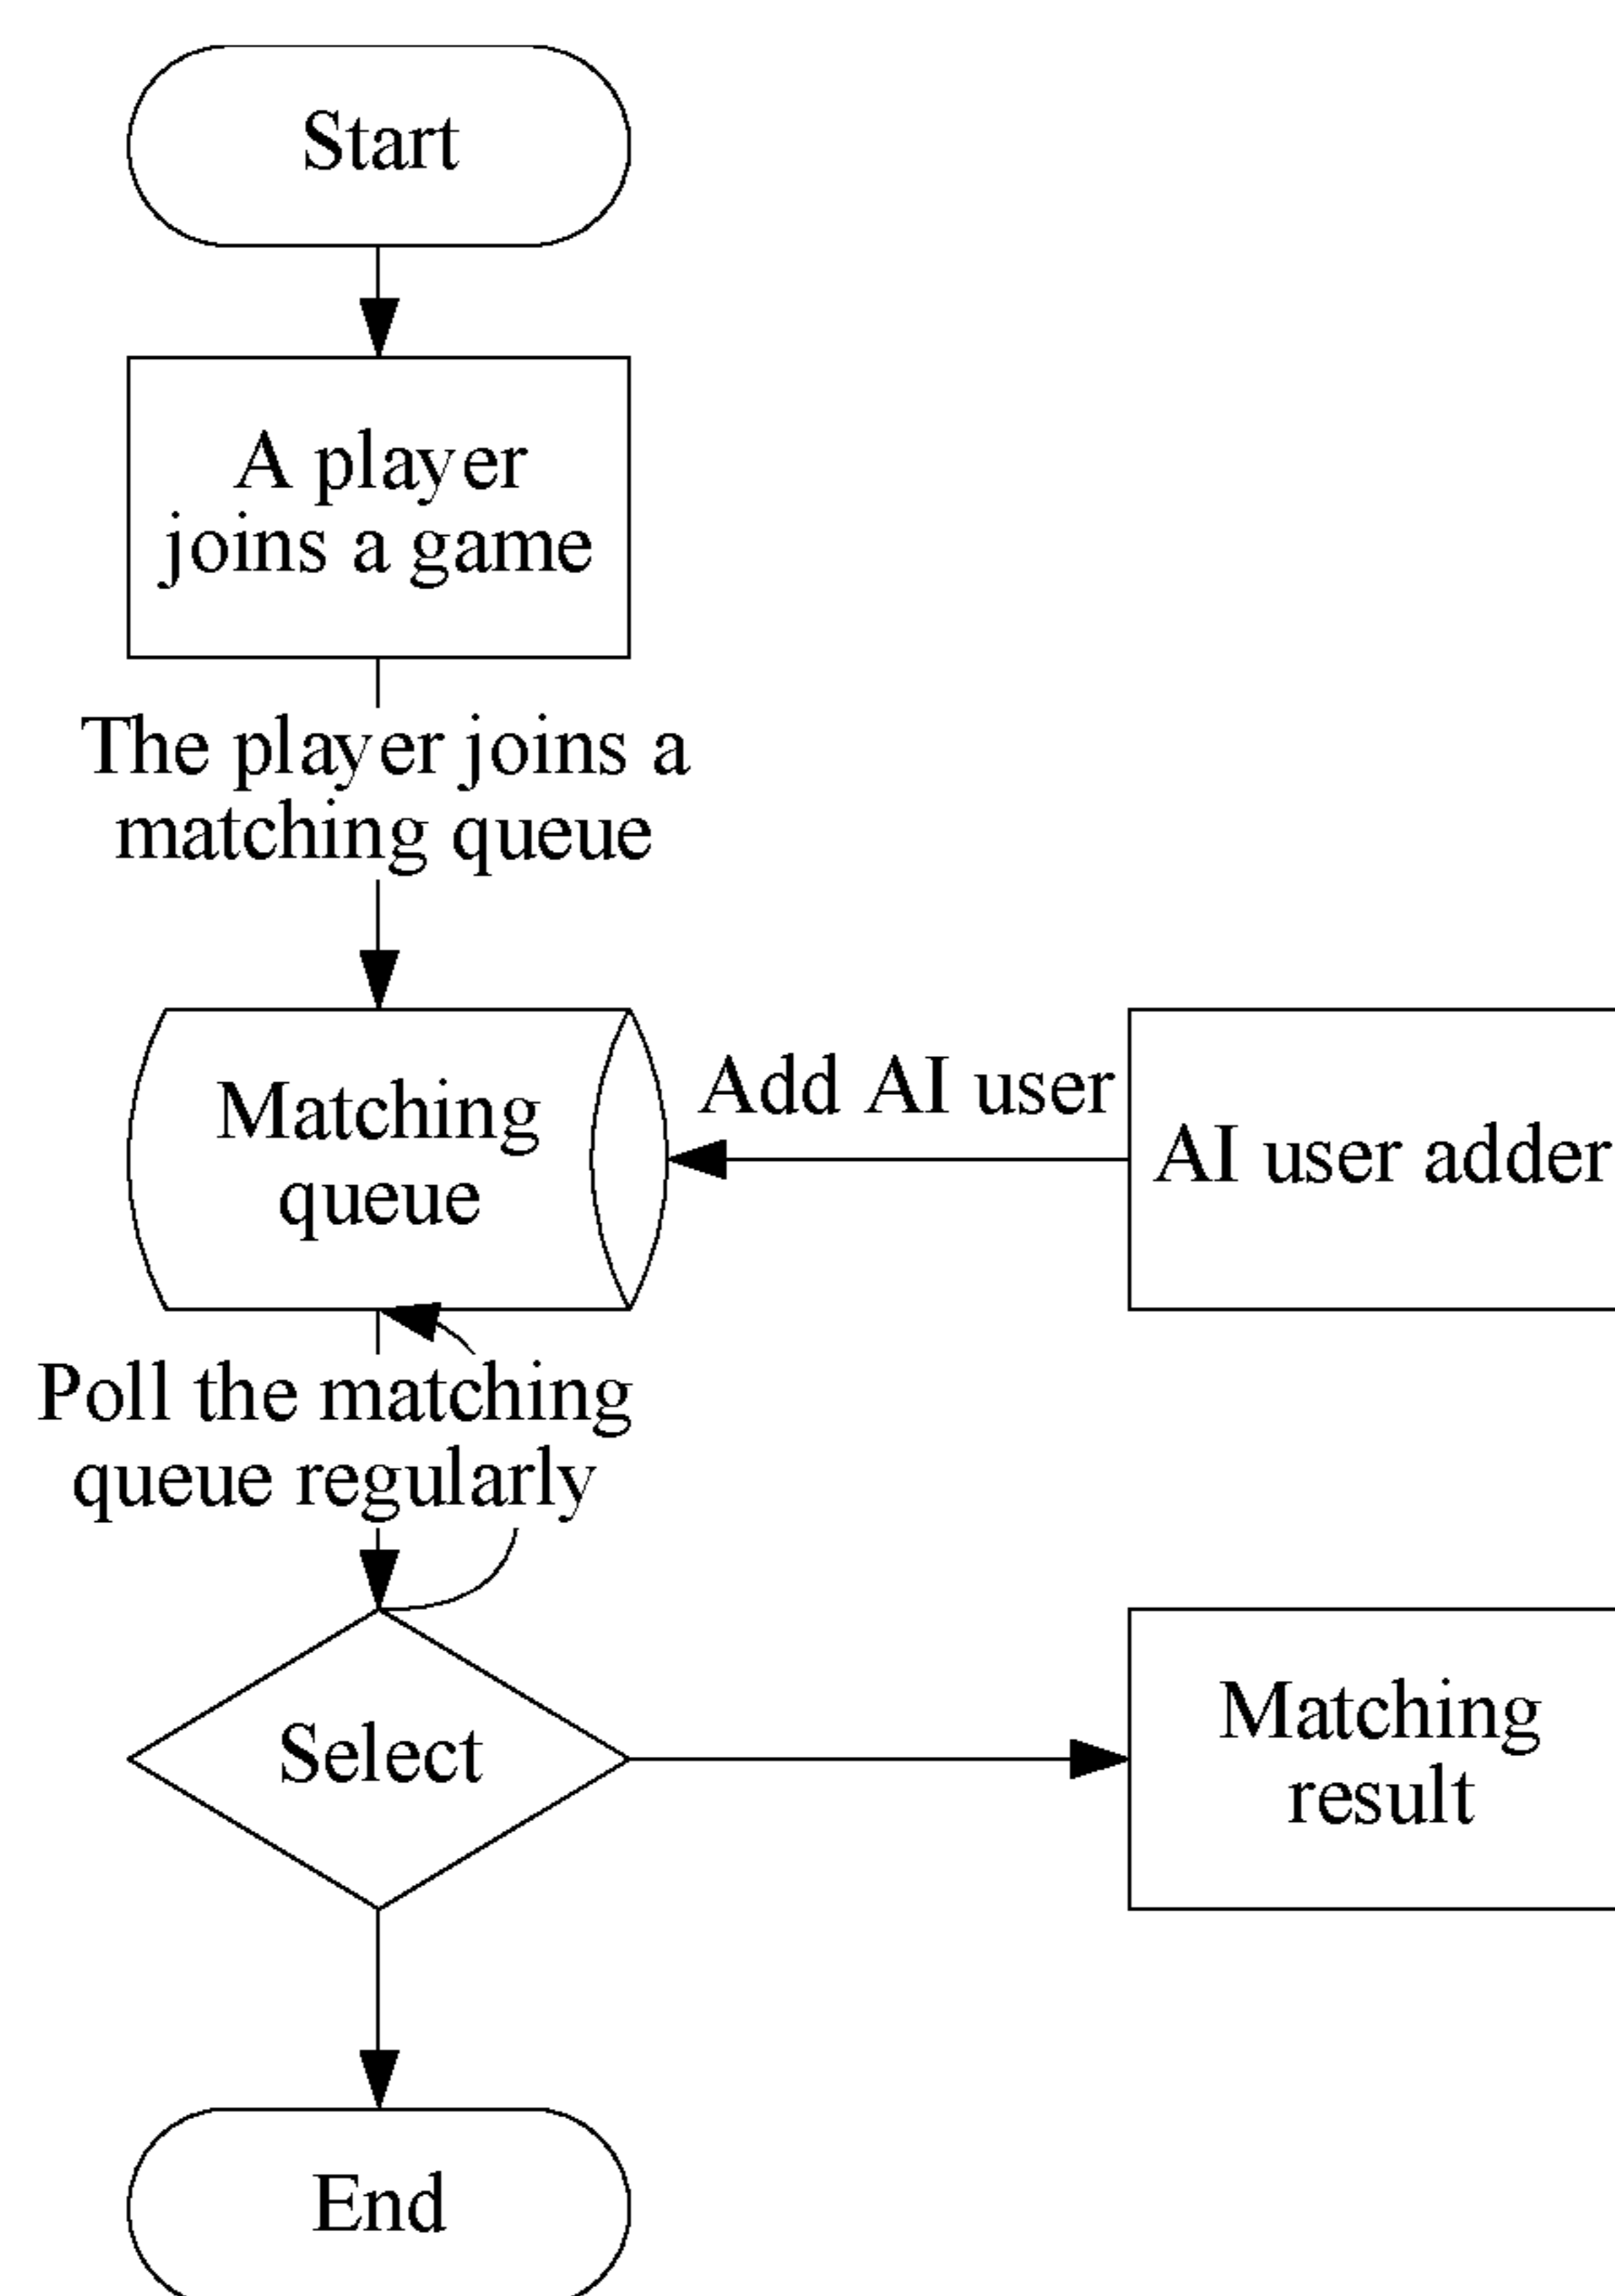 Start
A player
joins a game
The player joins a
matching queue
Matching
queue
Add AI user
AI user adder
Poll the matching
queue regularly
Select
Matching
result
End